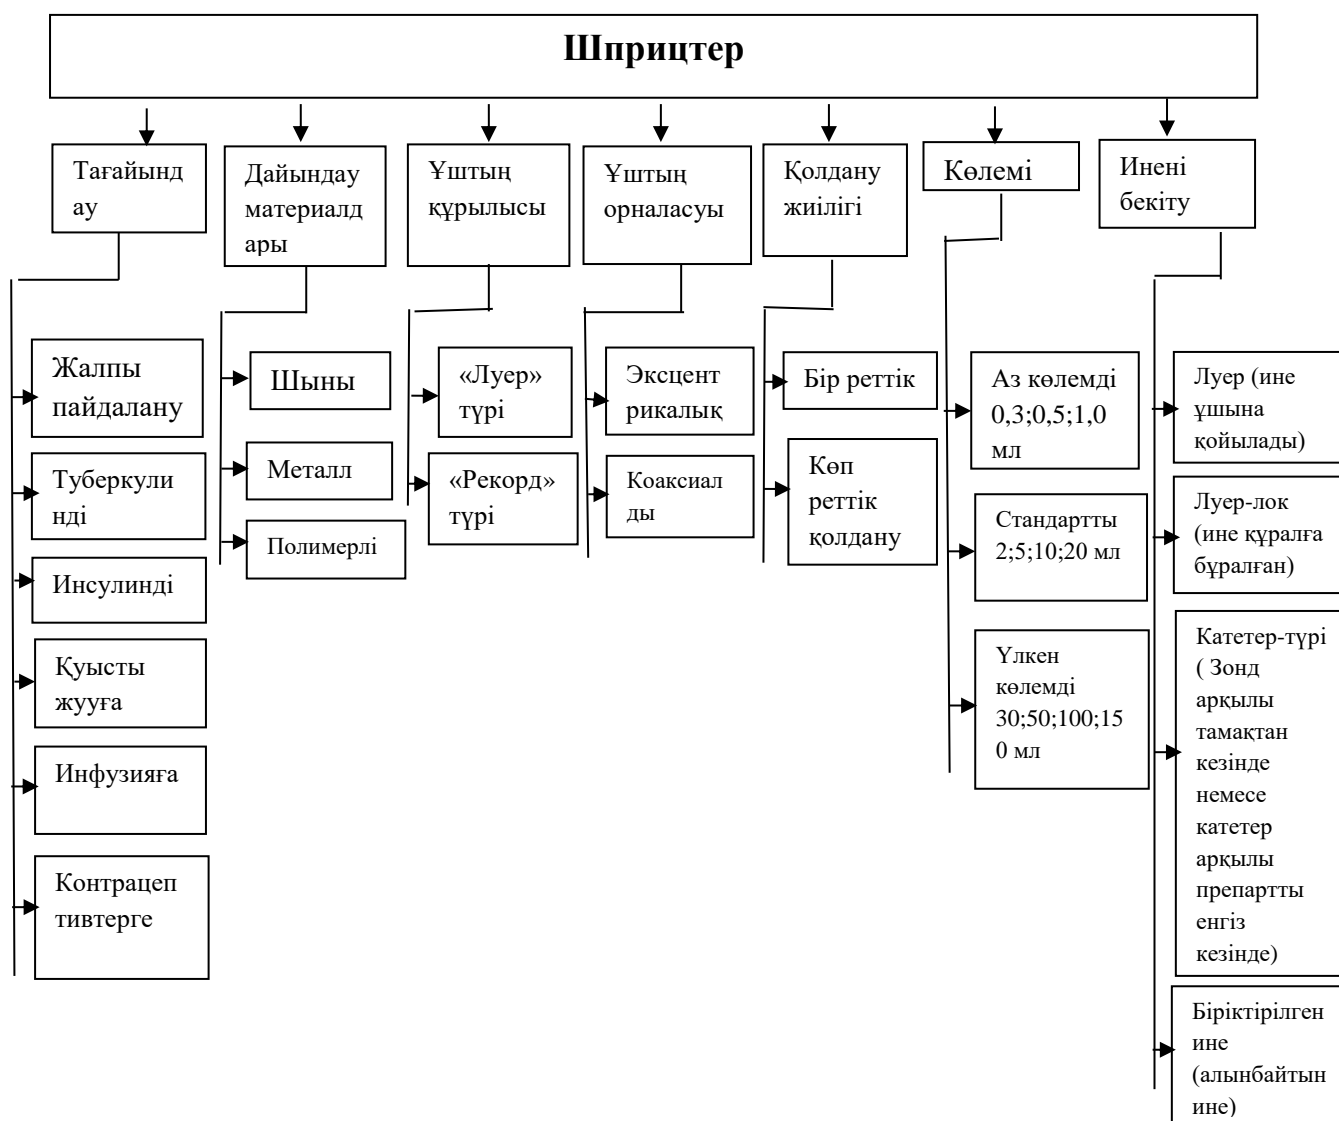 Шприцтер
Тағайынд
ау
Дайындау
материалд
ары
Ұштың
құрылысы
Ұштың
орналасуы
Қолдану
жиілігі
Көлемі
Инені
бекіту
Жалпы
пайдалану
Туберкули
нді
Инсулинді
Қуысты
жууға
Инфузияға
Контрацеп
тивтерге
Шыны
Металл
Полимерлі
«Луер»
түрі
«Рекорд»
түрі
Эксцент
рикалық
Коаксиал
ды
Бір реттік
Көп
реттік
қолдану
Аз көлемді
0,3;0,5;1,0
мл
Стандартты
2;5;10;20 мл
Үлкен
көлемді
30;50;100;15
0 мл
Луер (ине
ұшына
қойылады)
Луер-лок
(ине құралға
бұралған)
Катетер-түрі
( Зонд
арқылы
тамақтан
кезінде
немесе
катетер
арқылы
препартты
енгіз
кезінде)
Біріктірілген
ине
(алынбайтын
ине)